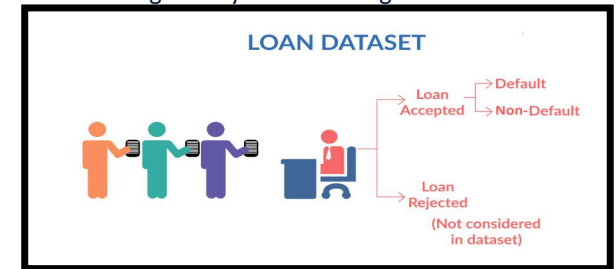 LOAN DATASET
Default
Loan
Accepted
Non-Default
Loan
Rejected
(Not considered
in dataset)